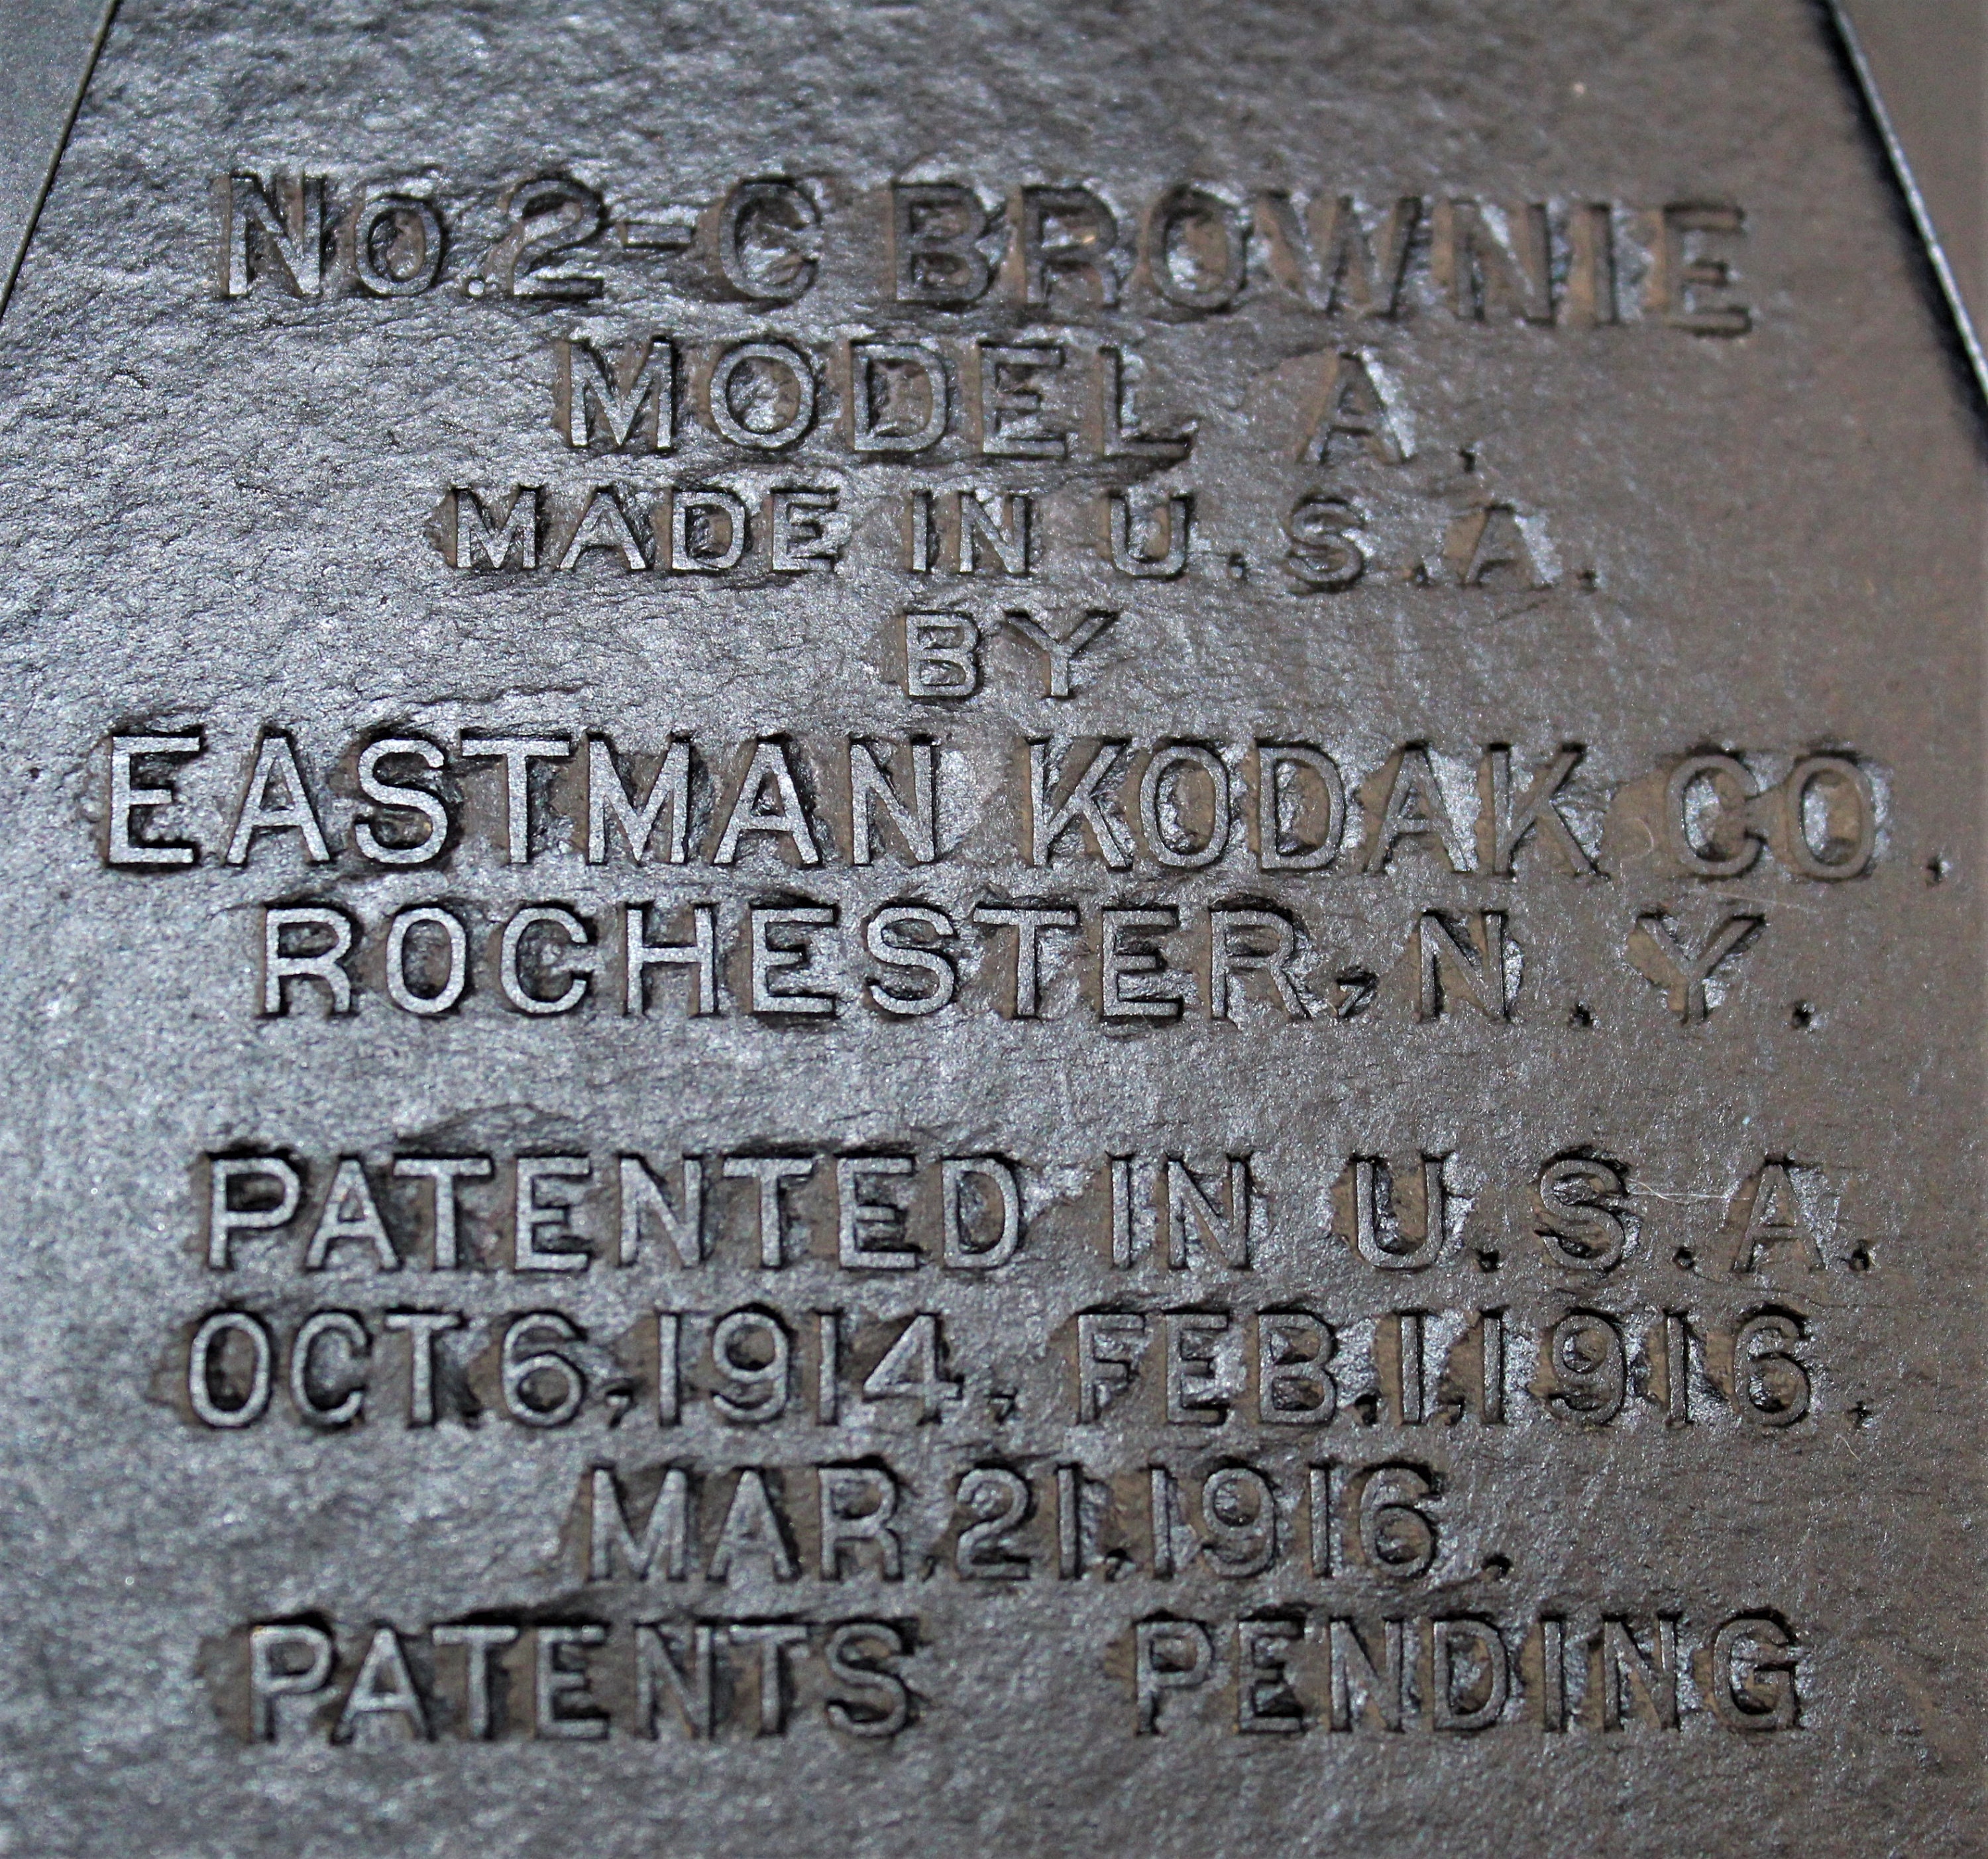 No.2-C BROWNIE
MODEL A.
MADE IN U.S.A.
BY
EASTMAN KODAK CO.
ROCHESTER, N.Y.
PATENTED IN U.S.A.
OCT.6,1914, FEB.1,1916.
MAR.21,1916.
PATENTS PENDING